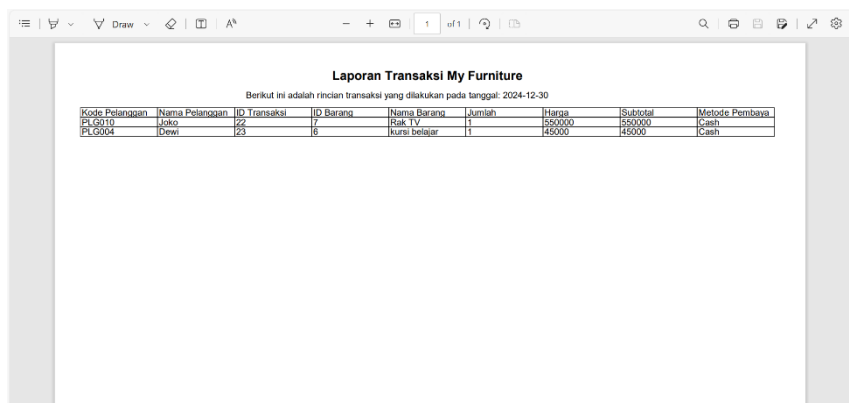 Draw
1 of 1
Laporan Transaksi My Furniture
Berikut ini adalah rincian transaksi yang dilakukan pada tanggal: 2024-12-30
Kode Pelanggan Nama Pelanggan ID Transaksi ID Barang Nama Barang Jumlah Harga Subtotal Metode Pembaya
PLG010 Joko 22 7 Rak TV 1 550000 550000 Cash
PLG004 Dewi 23 6 kursi belajar 1 45000 45000 Cash